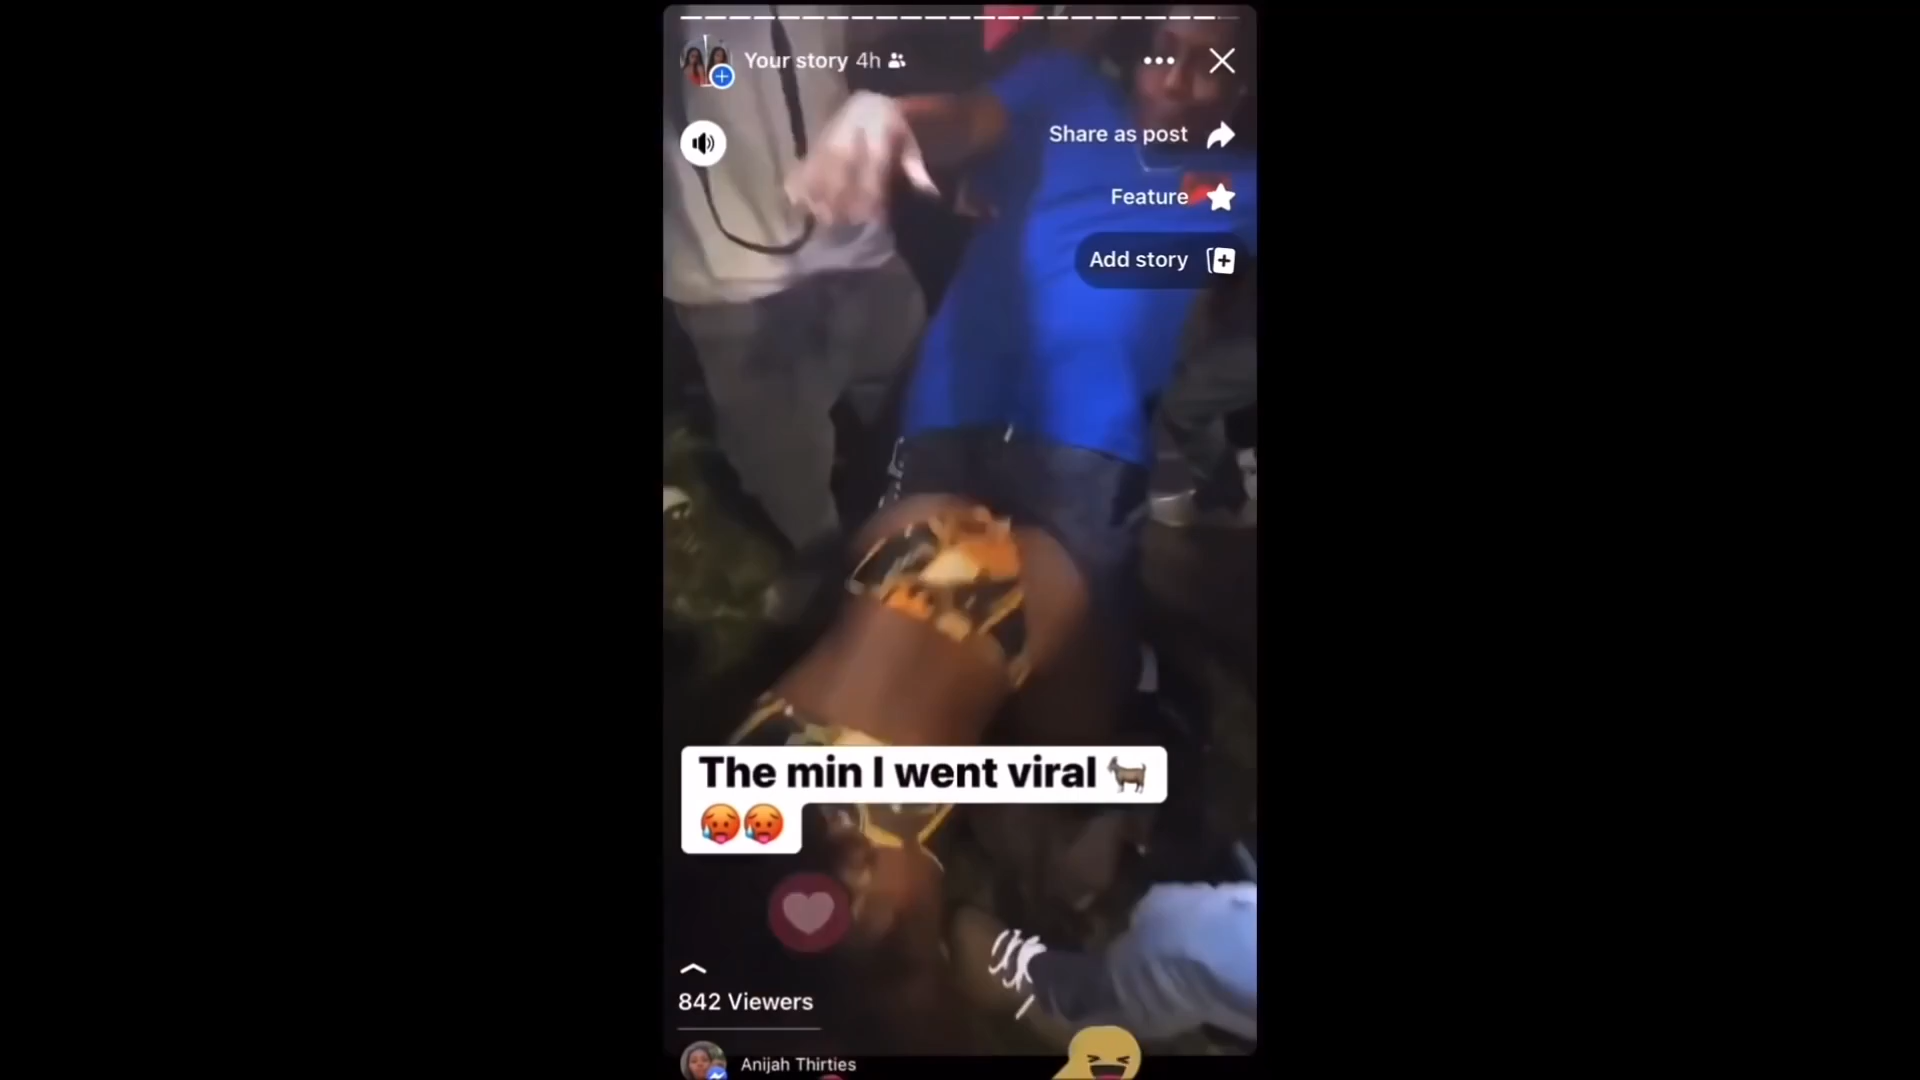 Your story 4h
Share as post
Feature
Add story
The min I went viral 🐐
🥵🥵
842 Viewers
Anijah Thirties